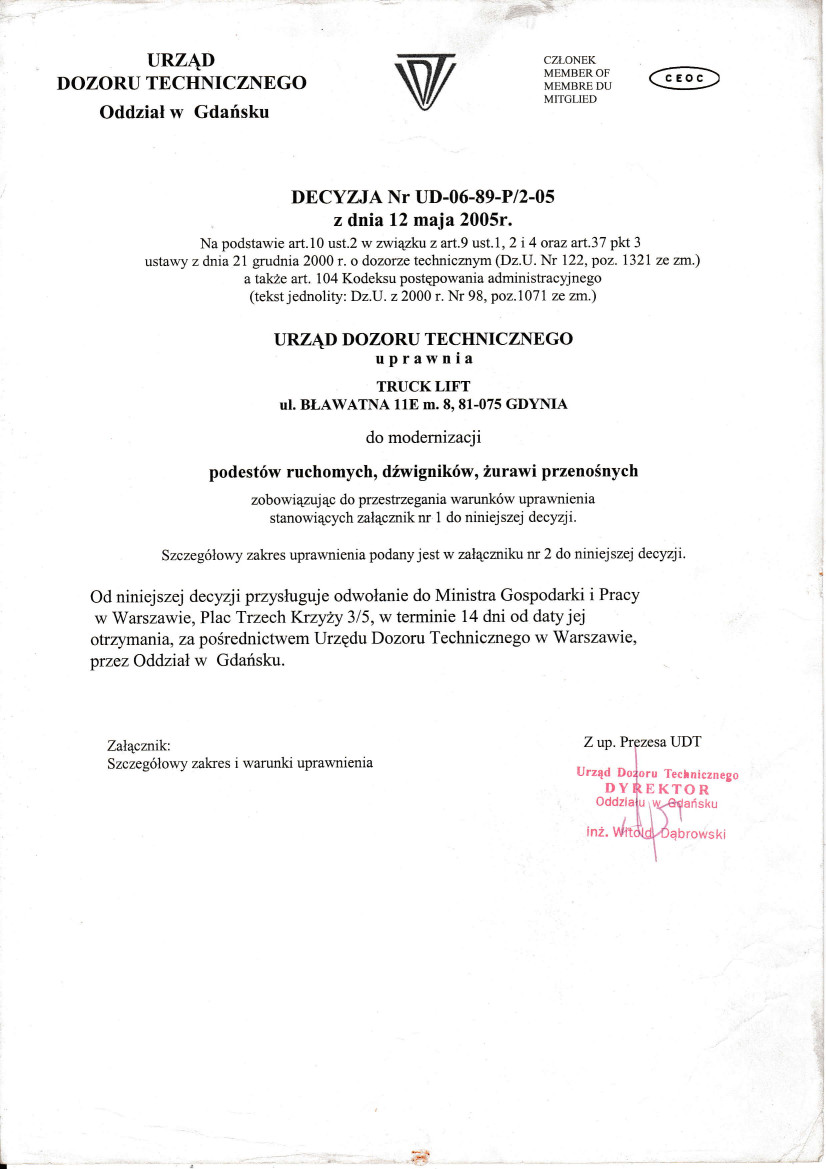 URZĄD
DOZORU TECHNICZNEGO
Oddział w Gdańsku
UDT
CZŁONEK
MEMBER OF
MEMBRE DU
MITGLIED
CEOC
DECYZJA Nr UD-06-89-P/2-05
z dnia 12 maja 2005r.
Na podstawie art.10 ust.2 w związku z art.9 ust.1, 2 i 4 oraz art.37 pkt 3
ustawy z dnia 21 grudnia 2000 r. o dozorze technicznym (Dz.U. Nr 122, poz. 1321 ze zm.)
a także art. 104 Kodeksu postępowania administracyjnego
(tekst jednolity: Dz.U. z 2000 r. Nr 98, poz.1071 ze zm.)
URZĄD DOZORU TECHNICZNEGO
u p r a w n i a
TRUCK LIFT
ul. BŁAWATNA 11E m. 8, 81-075 GDYNIA
do modernizacji
podestów ruchomych, dźwigników, żurawi przenośnych
zobowiązując do przestrzegania warunków uprawnienia
stanowiących załącznik nr 1 do niniejszej decyzji.
Szczegółowy zakres uprawnienia podany jest w załączniku nr 2 do niniejszej decyzji.
Od niniejszej decyzji przysługuje odwołanie do Ministra Gospodarki i Pracy
w Warszawie, Plac Trzech Krzyży 3/5, w terminie 14 dni od daty jej
otrzymania, za pośrednictwem Urzędu Dozoru Technicznego w Warszawie,
przez Oddział w Gdańsku.
Załącznik:
Szczegółowy zakres i warunki uprawnienia
Z up. Prezesa UDT
Urząd Dozoru Technicznego
DYREKTOR
Oddziału w Gdańsku
inż. Witold Dąbrowski